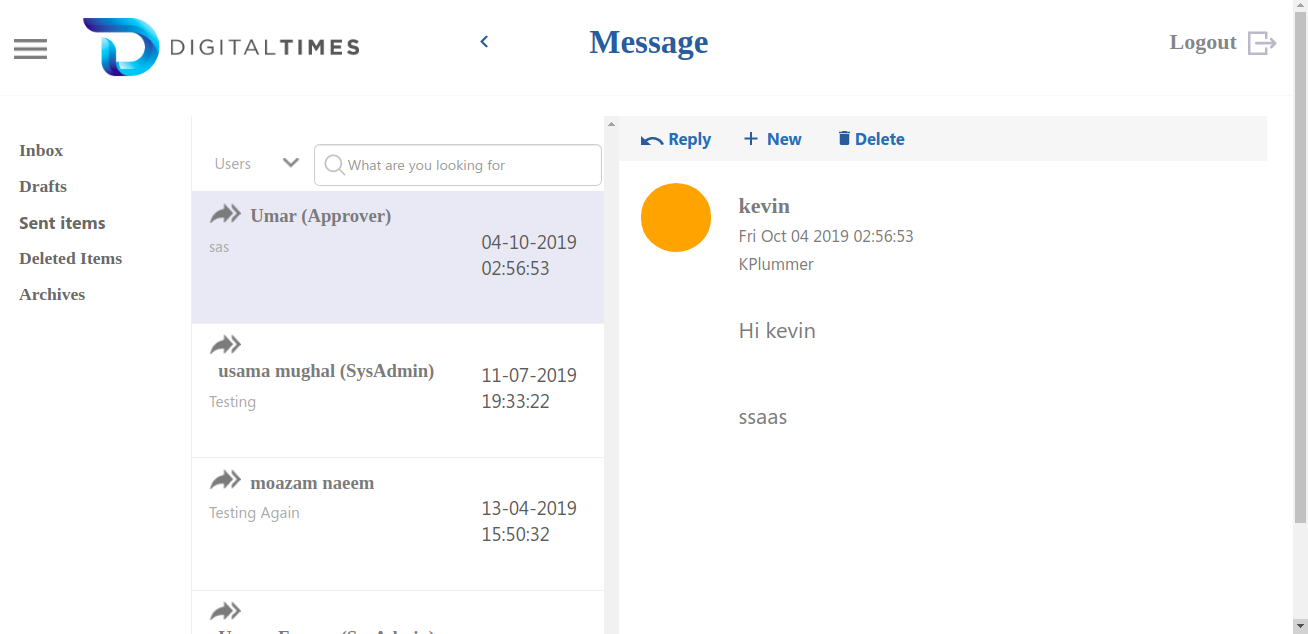 DIGITALTIMES
Message
Logout
Inbox
Drafts
Sent items
Deleted Items
Archives
Users
What are you looking for
Umar (Approver)
sas
04-10-2019
02:56:53
usama mughal (SysAdmin)
Testing
11-07-2019
19:33:22
moazam naeem
Testing Again
13-04-2019
15:50:32
Reply
New
Delete
kevin
Fri Oct 04 2019 02:56:53
KPlummer
Hi kevin
ssaas